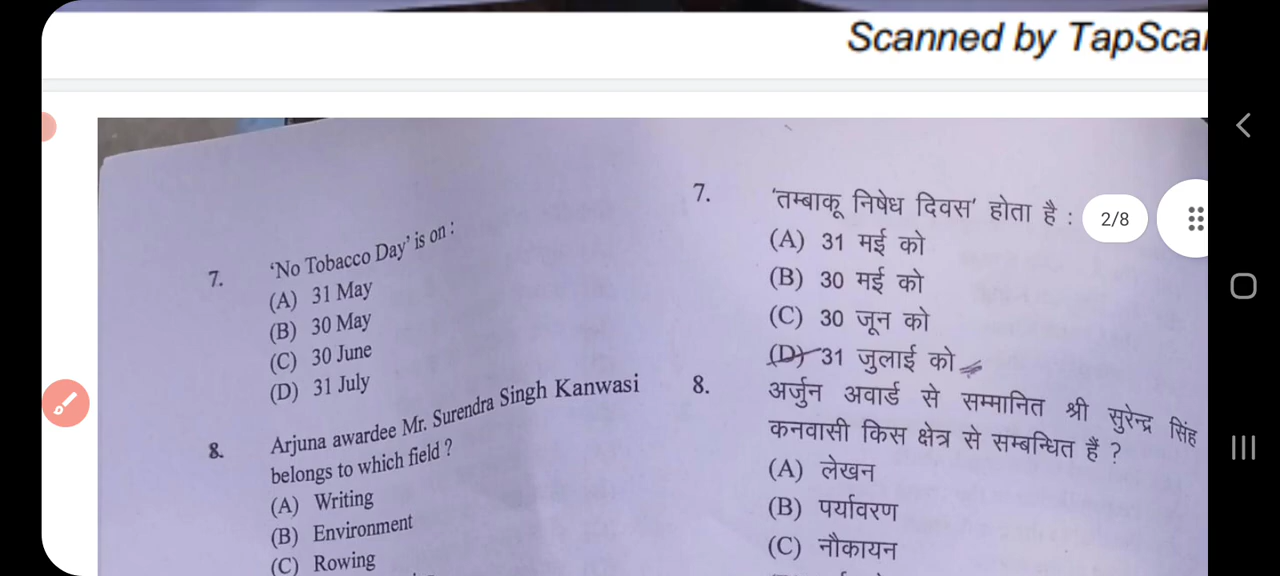 Scanned by TapSca
2/8
7.
‘No Tobacco Day’ is on :
(A) 31 May
(B) 30 May
(C) 30 June
(D) 31 July
8.
Arjuna awardee Mr. Surendra Singh Kanwasi
belongs to which field ?
(A) Writing
(B) Environment
(C) Rowing
7.
‘तम्बाकू निषेध दिवस’ होता है :
(A) 31 मई को
(B) 30 मई को
(C) 30 जून को
(D) 31 जुलाई को
8.
अर्जुन अवार्ड से सम्मानित श्री सुरेन्द्र सिंह
कनवासी किस क्षेत्र से सम्बन्धित हैं ?
(A) लेखन
(B) पर्यावरण
(C) नौकायन